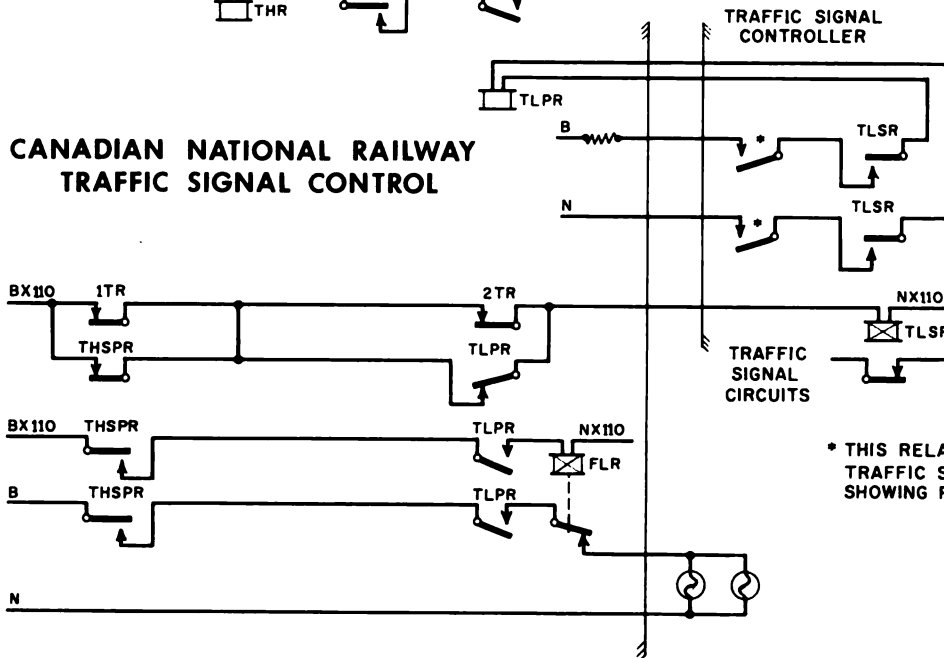 THR
TRAFFIC SIGNAL
CONTROLLER
TLPR
B
*
TLSR
CANADIAN NATIONAL RAILWAY
TRAFFIC SIGNAL CONTROL
N
*
TLSR
BX110
1TR
2TR
NX110
THSPR
TLPR
TLSR
TRAFFIC
SIGNAL
CIRCUITS
BX110
THSPR
TLPR
NX110
FLR
* THIS RELA
TRAFFIC S
SHOWING
B
THSPR
TLPR
N